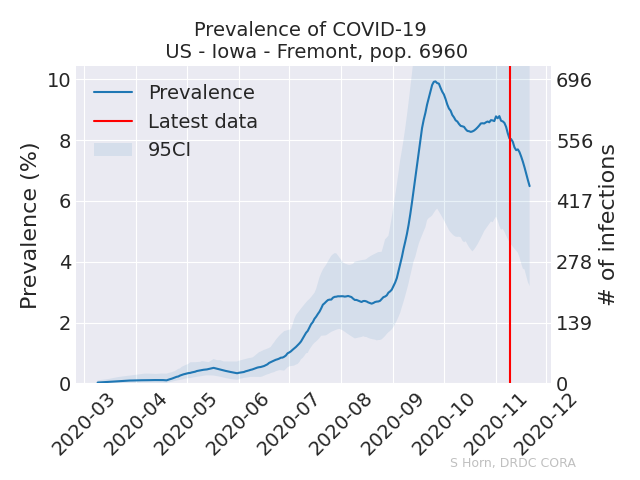 Prevalence of COVID-19
US - Iowa - Fremont, pop. 6960
Prevalence
Latest data
95CI
Prevalence (%)
10
8
6
4
2
0
# of infections
696
556
417
278
139
0
2020-03
2020-04
2020-05
2020-06
2020-07
2020-08
2020-09
2020-10
2020-11
2020-12
S Horn, DRDC CORA